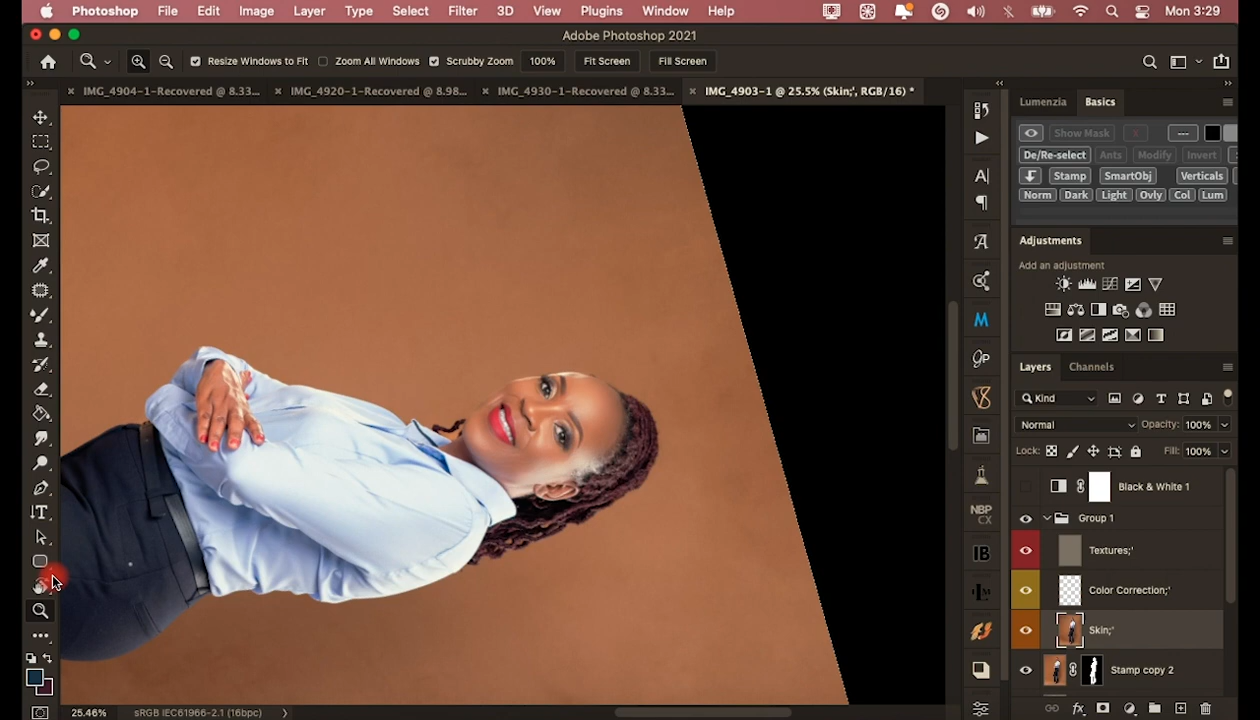 Photoshop File Edit Image Layer Type Select Filter 3D View Plugins Window Help Mon 3:29
Adobe Photoshop 2021
Resize Windows to Fit Zoom All Windows Scrubby Zoom 100% Fit Screen Fill Screen
IMG_4904-1-Recovered @ 8.33... IMG_4920-1-Recovered @ 8.98... IMG_4930-1-Recovered @ 8.33... IMG_4903-1 @ 25.5% (Skin;', RGB/16) *
Lumenzia Basics
Show Mask X
De/Re-select Ants Modify Invert
Stamp SmartObj Verticals
Norm Dark Light Ovly Col Lum
Adjustments
Add an adjustment
Layers Channels
Kind
Normal Opacity: 100%
Lock: Fill: 100%
Black & White 1
Group 1
Textures;'
Color Correction;'
Skin;'
Stamp copy 2
NBP
CX
IB
25.46% sRGB IEC61966-2.1 (16bpc)